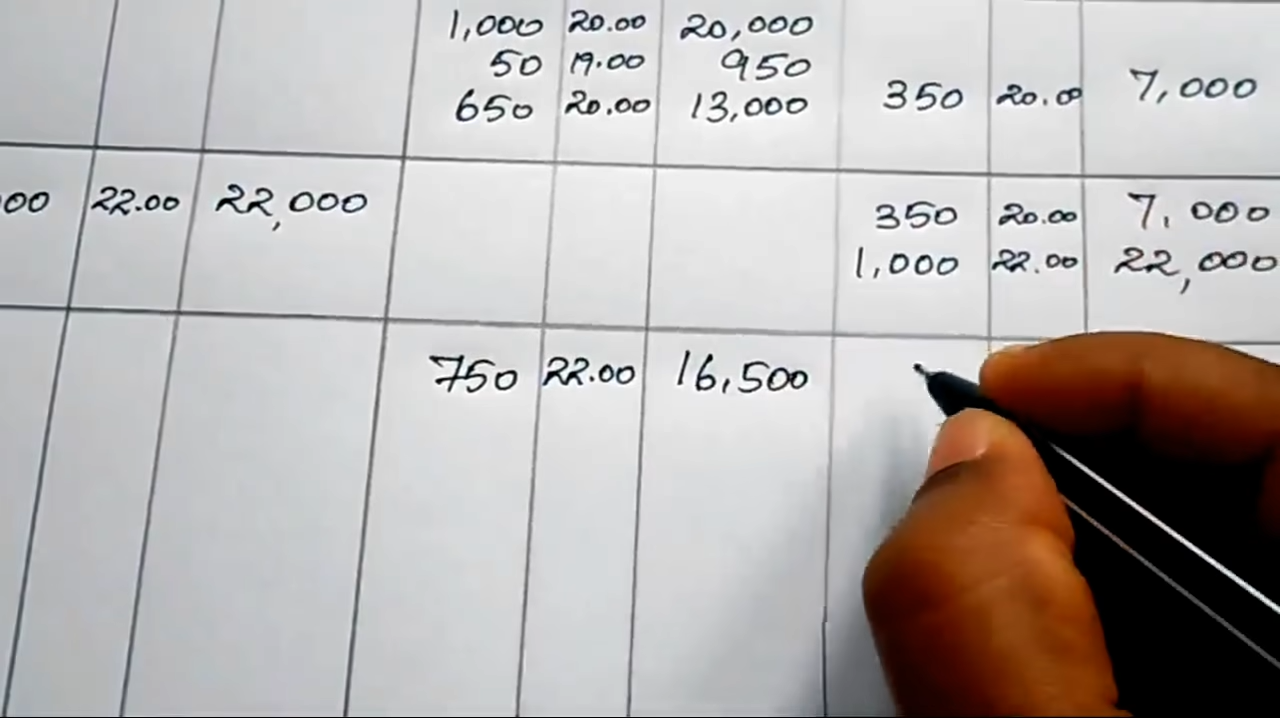 1,000 20.00 20,000
50 19.00 950
650 20.00 13,000 350 20.00 7,000
00 22.00 22,000 350 20.00 7,000
1,000 22.00 22,000
750 22.00 16,500